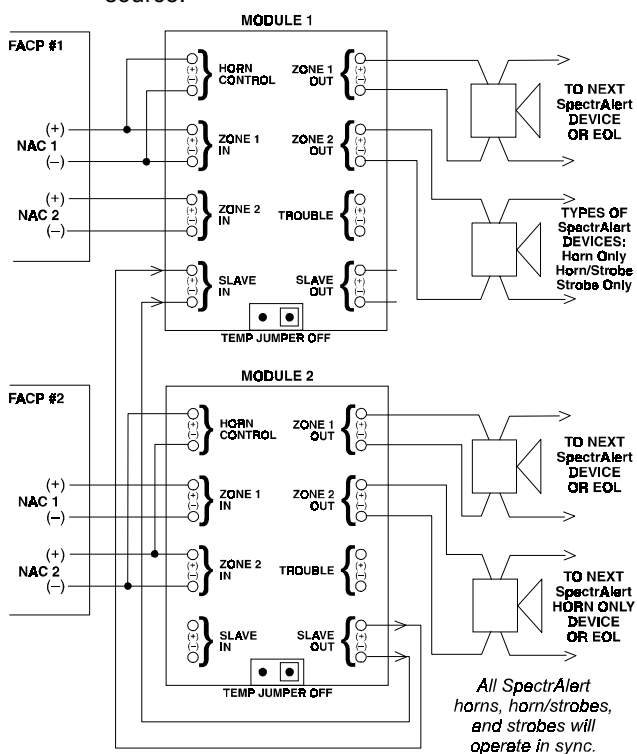 source.
MODULE 1
FACP #1
HORN
CONTROL
(+)
(−)
ZONE 1
OUT
(+)
(−)
TO NEXT
SpectrAlert
DEVICE
OR EOL
(+)
NAC 1
(−)
ZONE 1
IN
(+)
(−)
ZONE 2
OUT
(+)
(−)
(+)
NAC 2
(−)
ZONE 2
IN
(+)
(−)
TROUBLE
(+)
(−)
TYPES OF
SpectrAlert
DEVICES:
Horn Only
Horn/Strobe
Strobe Only
SLAVE
IN
(+)
(−)
SLAVE
OUT
(+)
(−)
TEMP JUMPER OFF
MODULE 2
FACP #2
HORN
CONTROL
(+)
(−)
ZONE 1
OUT
(+)
(−)
TO NEXT
SpectrAlert
DEVICE
OR EOL
(+)
NAC 1
(−)
ZONE 1
IN
(+)
(−)
ZONE 2
OUT
(+)
(−)
(+)
NAC 2
(−)
ZONE 2
IN
(+)
(−)
TROUBLE
(+)
(−)
TO NEXT
SpectrAlert
HORN ONLY
DEVICE
OR EOL
SLAVE
IN
(+)
(−)
SLAVE
OUT
(+)
(−)
TEMP JUMPER OFF
All SpectrAlert
horns, horn/strobes,
and strobes will
operate in sync.